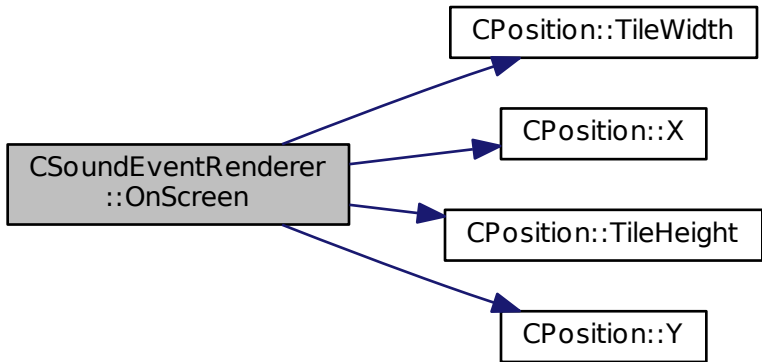 CSoundEventRenderer
::OnScreen
CPosition::TileWidth
CPosition::X
CPosition::TileHeight
CPosition::Y